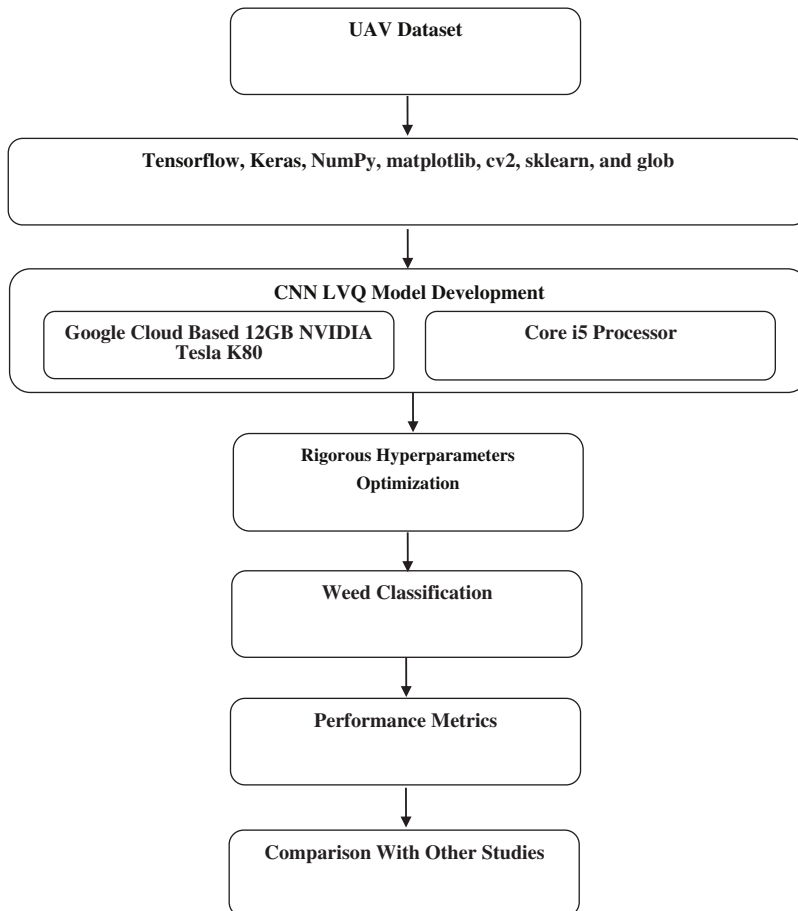 UAV Dataset
Tensorflow, Keras, NumPy, matplotlib, cv2, sklearn, and glob
CNN LVQ Model Development
Google Cloud Based 12GB NVIDIA
Tesla K80
Core i5 Processor
Rigorous Hyperparameters
Optimization
Weed Classification
Performance Metrics
Comparison With Other Studies